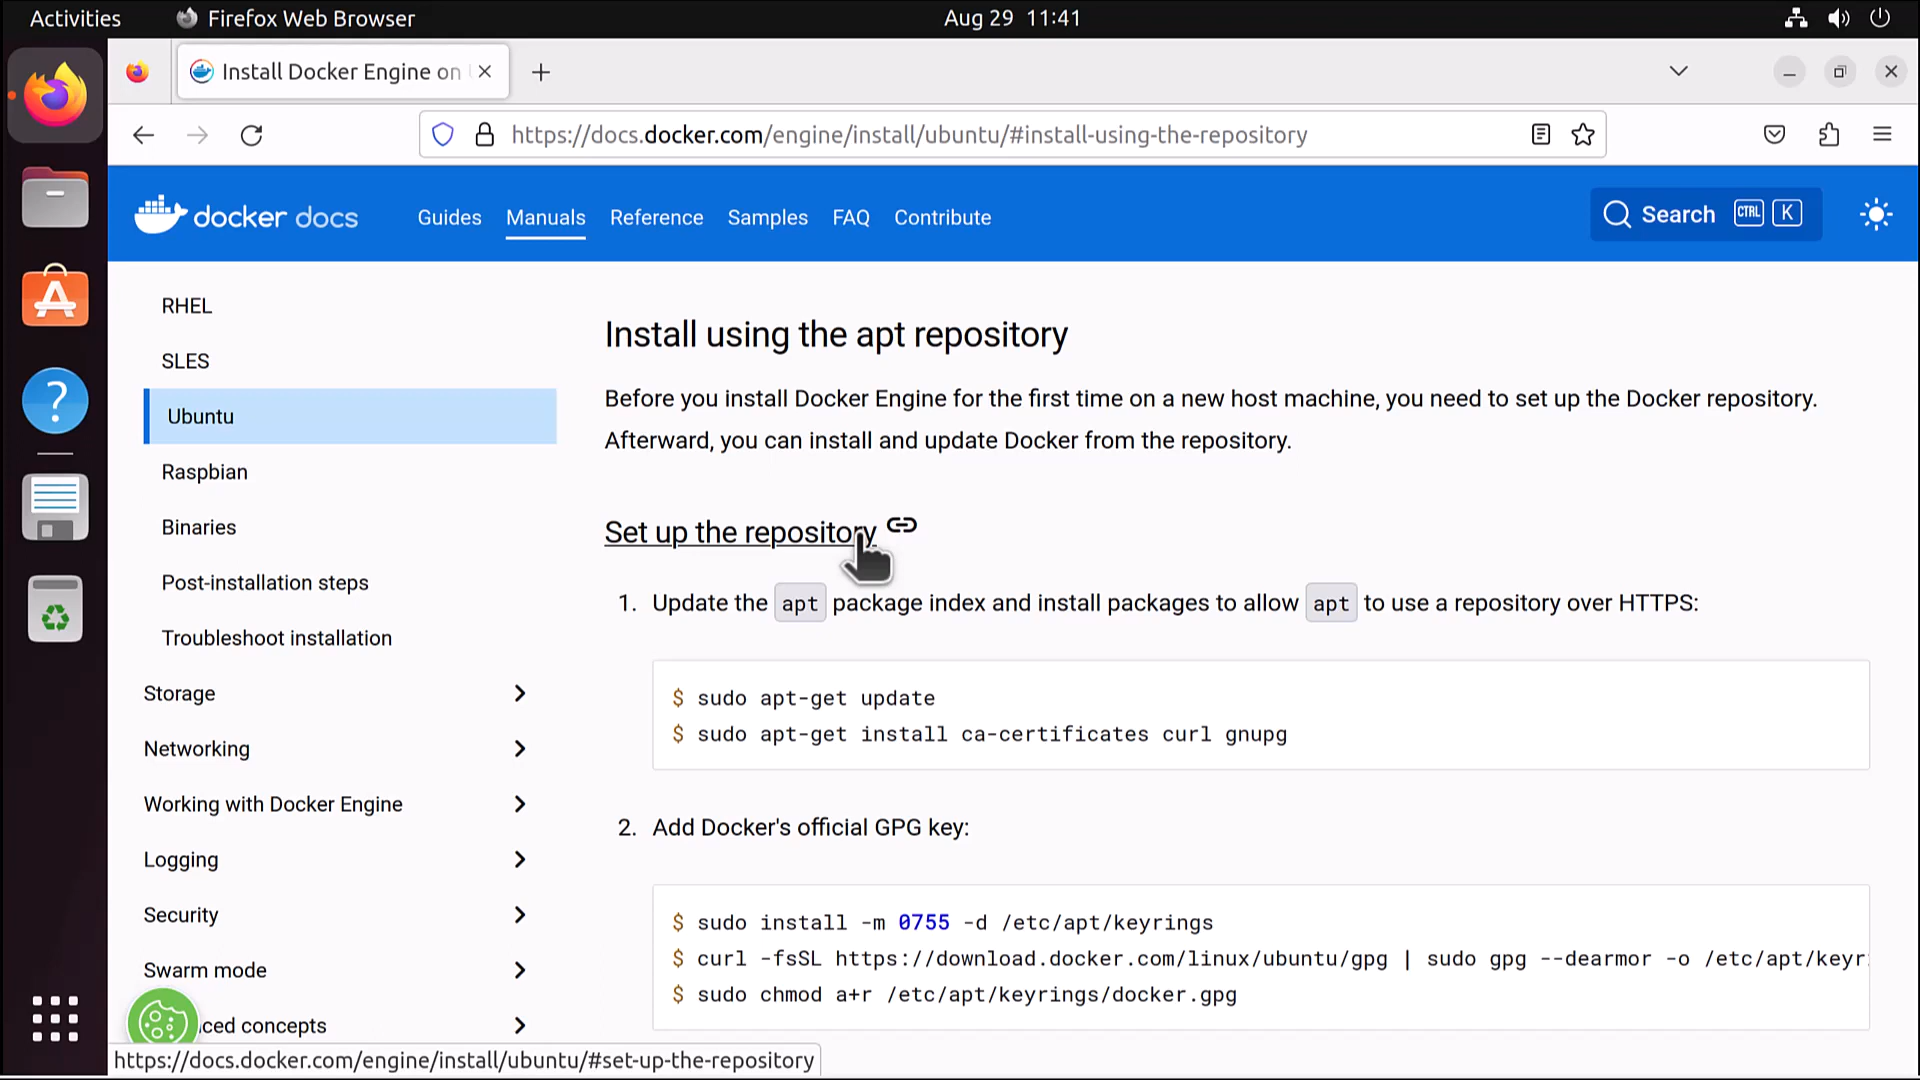 Activities
Firefox Web Browser
Aug 29 11:41
Install Docker Engine on
https://docs.docker.com/engine/install/ubuntu/#install-using-the-repository
docker docs
Guides
Manuals
Reference
Samples
FAQ
Contribute
Search CTRL K
RHEL
SLES
Ubuntu
Raspbian
Binaries
Post-installation steps
Troubleshoot installation
Storage
Networking
Working with Docker Engine
Logging
Security
Swarm mode
ced concepts
Install using the apt repository
Before you install Docker Engine for the first time on a new host machine, you need to set up the Docker repository.
Afterward, you can install and update Docker from the repository.
Set up the repository
1. Update the apt package index and install packages to allow apt to use a repository over HTTPS:
$ sudo apt-get update
$ sudo apt-get install ca-certificates curl gnupg
2. Add Docker's official GPG key:
$ sudo install -m 0755 -d /etc/apt/keyrings
$ curl -fsSL https://download.docker.com/linux/ubuntu/gpg | sudo gpg --dearmor -o /etc/apt/keyr
$ sudo chmod a+r /etc/apt/keyrings/docker.gpg
https://docs.docker.com/engine/install/ubuntu/#set-up-the-repository